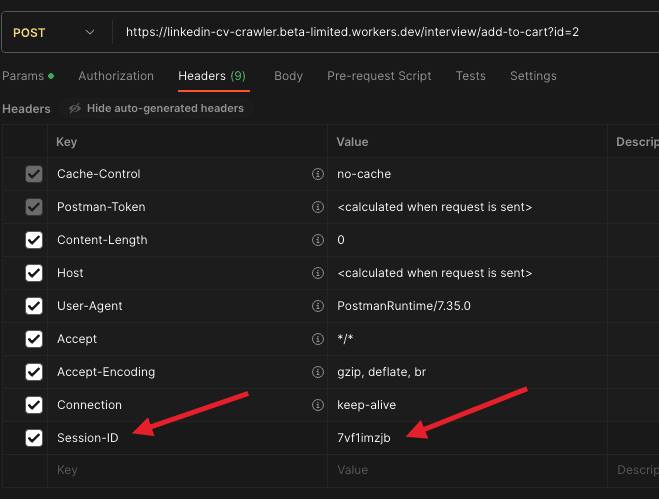 POST https://linkedin-cv-crawler.beta-limited.workers.dev/interview/add-to-cart?id=2
Params Authorization Headers (9) Body Pre-request Script Tests Settings
Headers Hide auto-generated headers
Key Value Descrip
Cache-Control no-cache
Postman-Token <calculated when request is sent>
Content-Length 0
Host <calculated when request is sent>
User-Agent PostmanRuntime/7.35.0
Accept */*
Accept-Encoding gzip, deflate, br
Connection keep-alive
Session-ID 7vf1imzjb
Key Value Descrip